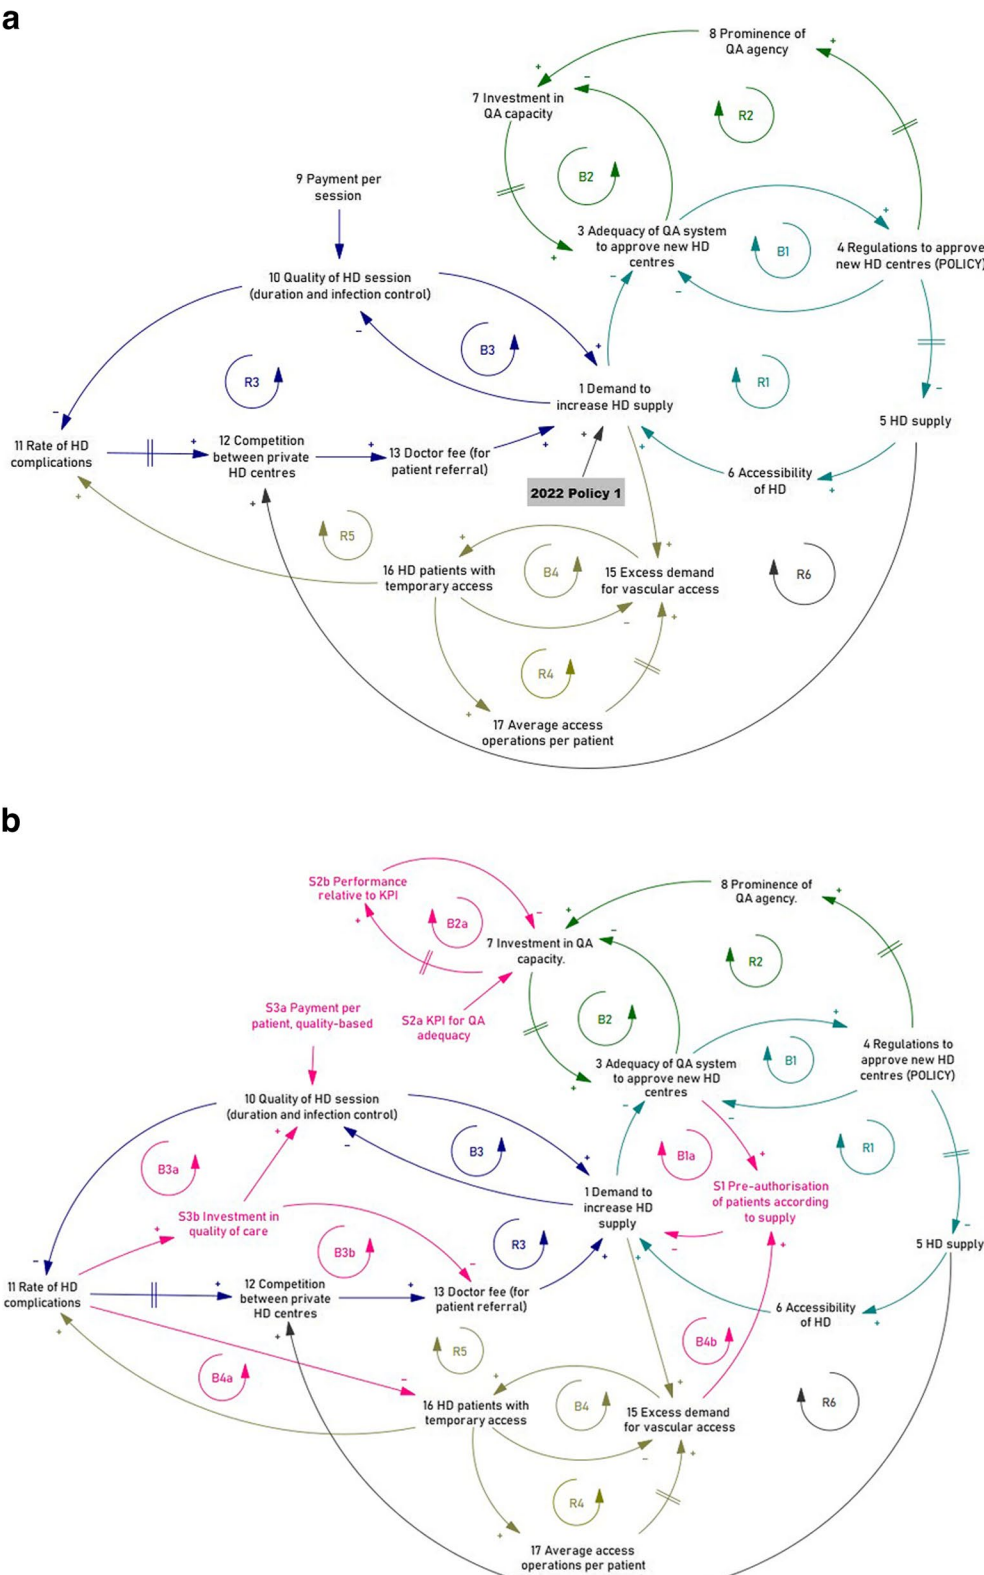 a
8 Prominence of
QA agency
7 Investment in
QA capacity
R2
B2
9 Payment per
session
3 Adequacy of QA system
to approve new HD
centres
B1
4 Regulations to approve
new HD centres (POLICY)
10 Quality of HD session
(duration and infection control)
B3
R3
R1
1 Demand to
increase HD supply
5 HD supply
11 Rate of HD
complications
12 Competition
between private
HD centres
13 Doctor fee (for
patient referral)
6 Accessibility
of HD
2022 Policy 1
R5
16 HD patients with
temporary access
B4
15 Excess demand
for vascular access
R6
R4
17 Average access
operations per patient
b
S2b Performance
relative to KPI
8 Prominence of
QA agency.
B2a
7 Investment in QA
capacity.
R2
S3a Payment per
patient, quality-based
S2a KPI for QA
adequacy
B2
3 Adequacy of QA system
to approve new HD
centres
B1
4 Regulations to
approve new HD
centres (POLICY)
10 Quality of HD session
(duration and infection control)
B3a
B3
B1a
R1
S3b Investment in
quality of care
1 Demand to
increase HD
supply
S1 Pre-authorisation
of patients according
to supply
B3b
R3
5 HD supply
11 Rate of HD
complications
12 Competition
between private
HD centres
13 Doctor fee (for
patient referral)
6 Accessibility
of HD
R5
B4b
B4a
16 HD patients with
temporary access
B4
15 Excess demand
for vascular access
R6
R4
17 Average access
operations per patient